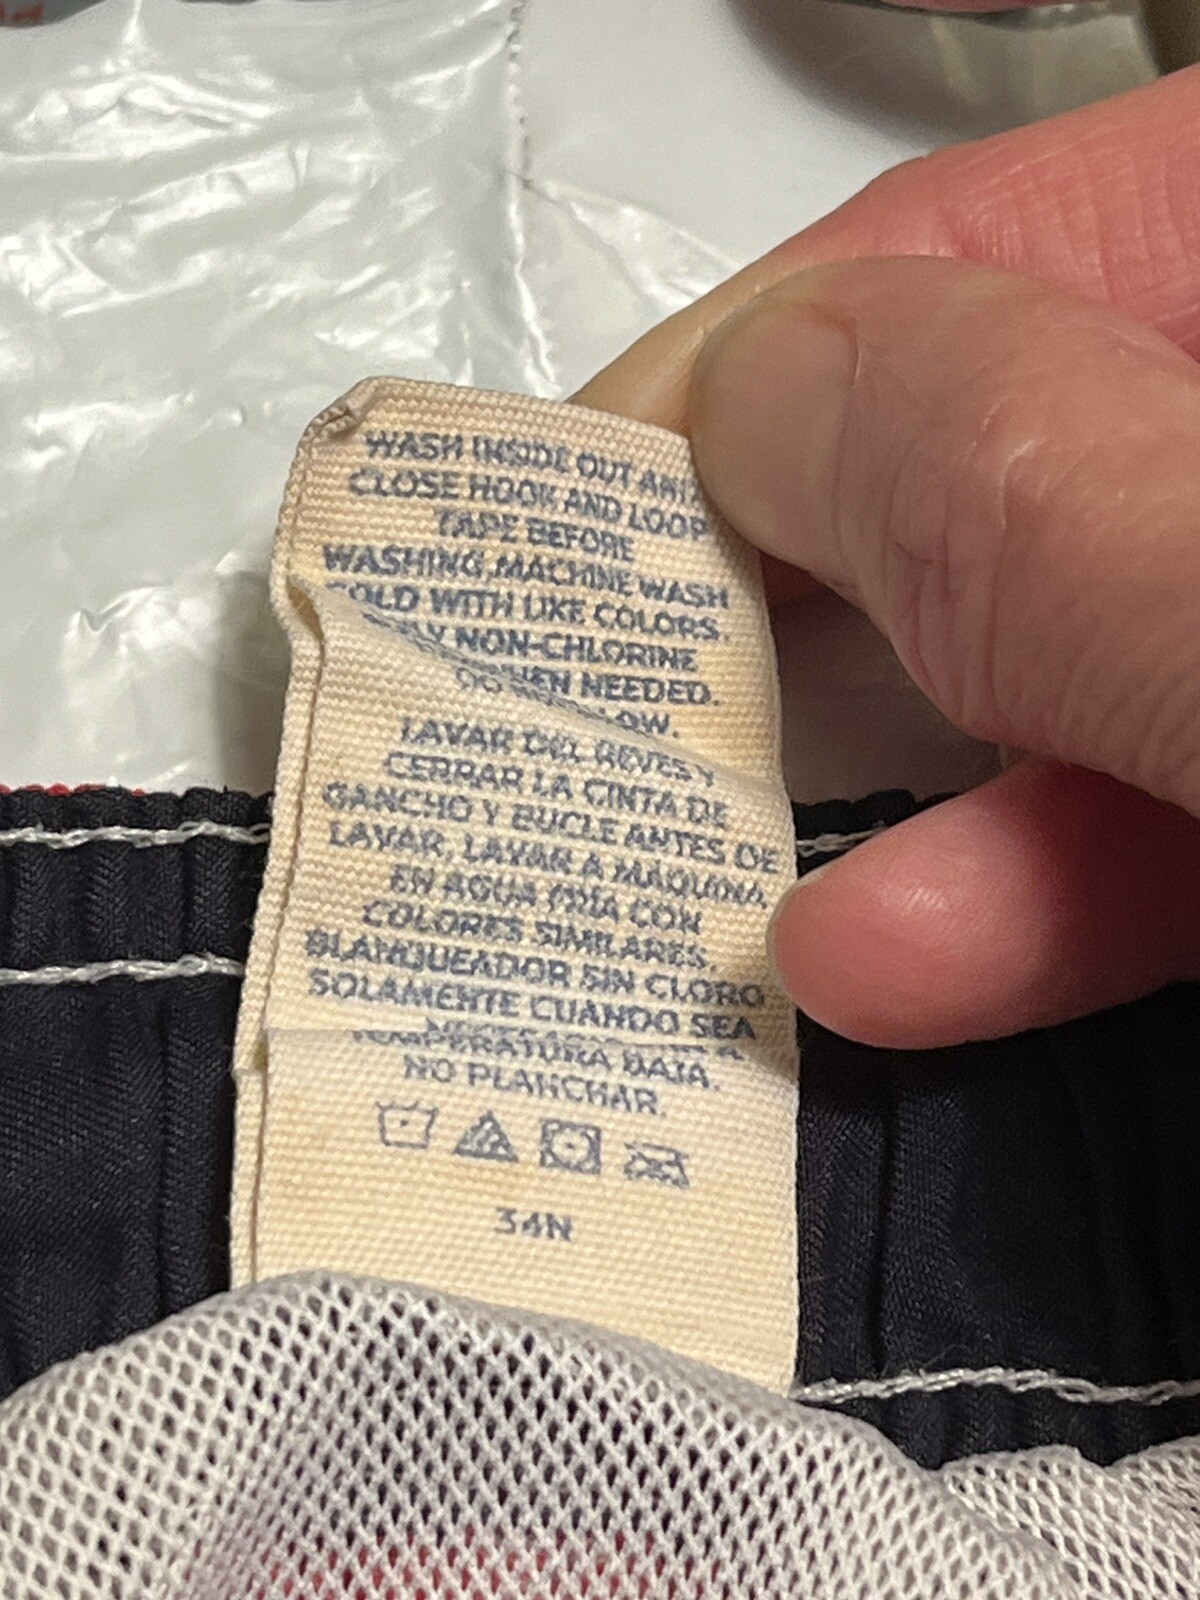 WASH INSIDE OUT AND
CLOSE HOOK AND LOOP
TAPE BEFORE
WASHING, MACHINE WASH
COLD WITH LIKE COLORS.
NON-CHLORINE
WHEN NEEDED.
LOW.
LAVAR DEL REVES Y
CERRAR LA CINTA DE
GANCHO Y BUCLE ANTES DE
LAVAR, LAVAR A MAQUINA
EN AGUA FRIA CON
COLORES SIMILARES.
BLANQUEADOR SIN CLORO
SOLAMENTE CUANDO SEA
TEMPERATURA BAJA.
NO PLANCHAR.
34N